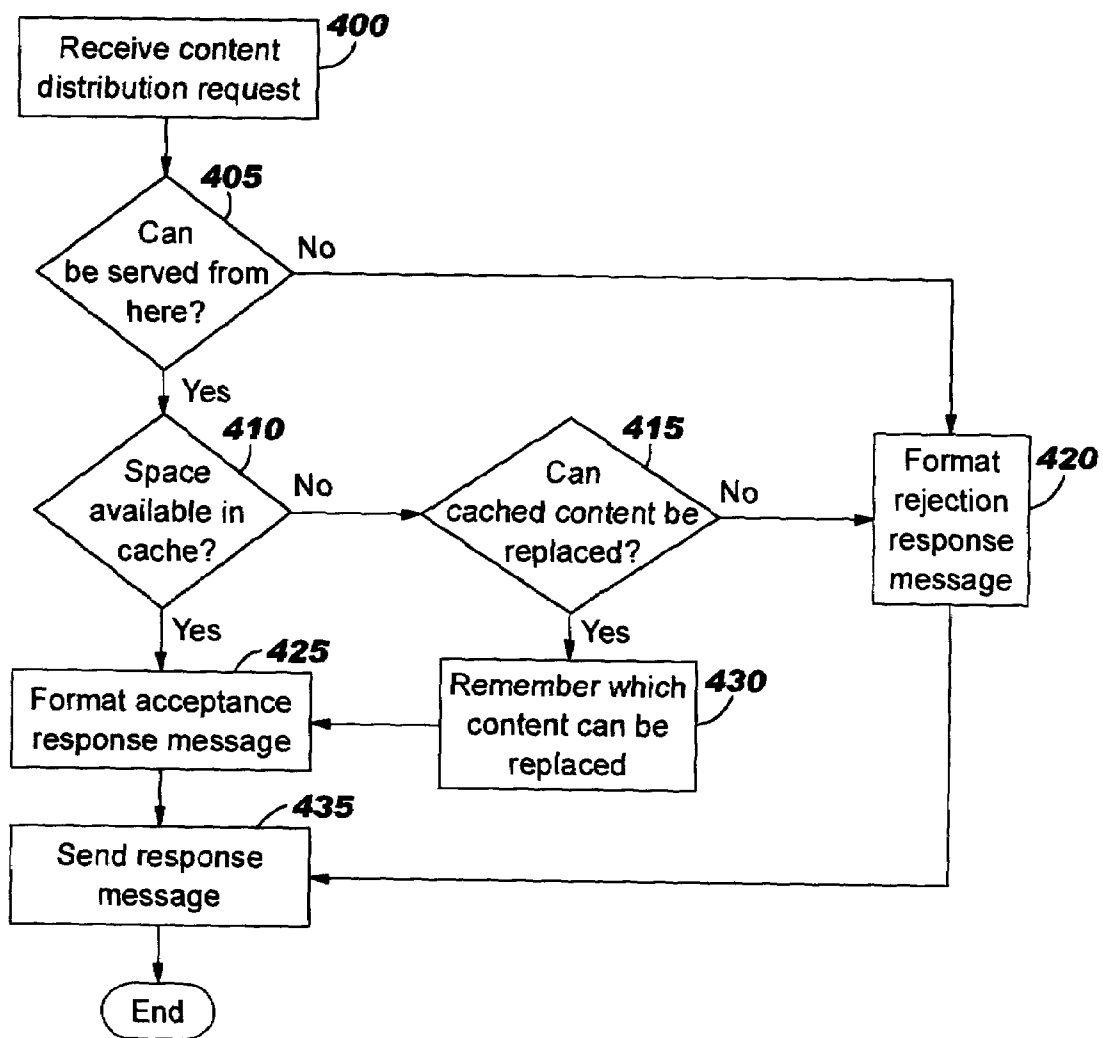 400
Receive content
distribution request
405
Can
be served from
here?
No
Yes
410
Space
available in
cache?
No
415
Can
cached content be
replaced?
No
420
Format
rejection
response
message
Yes
Yes
425
Format acceptance
response message
430
Remember which
content can be
replaced
435
Send response
message
End